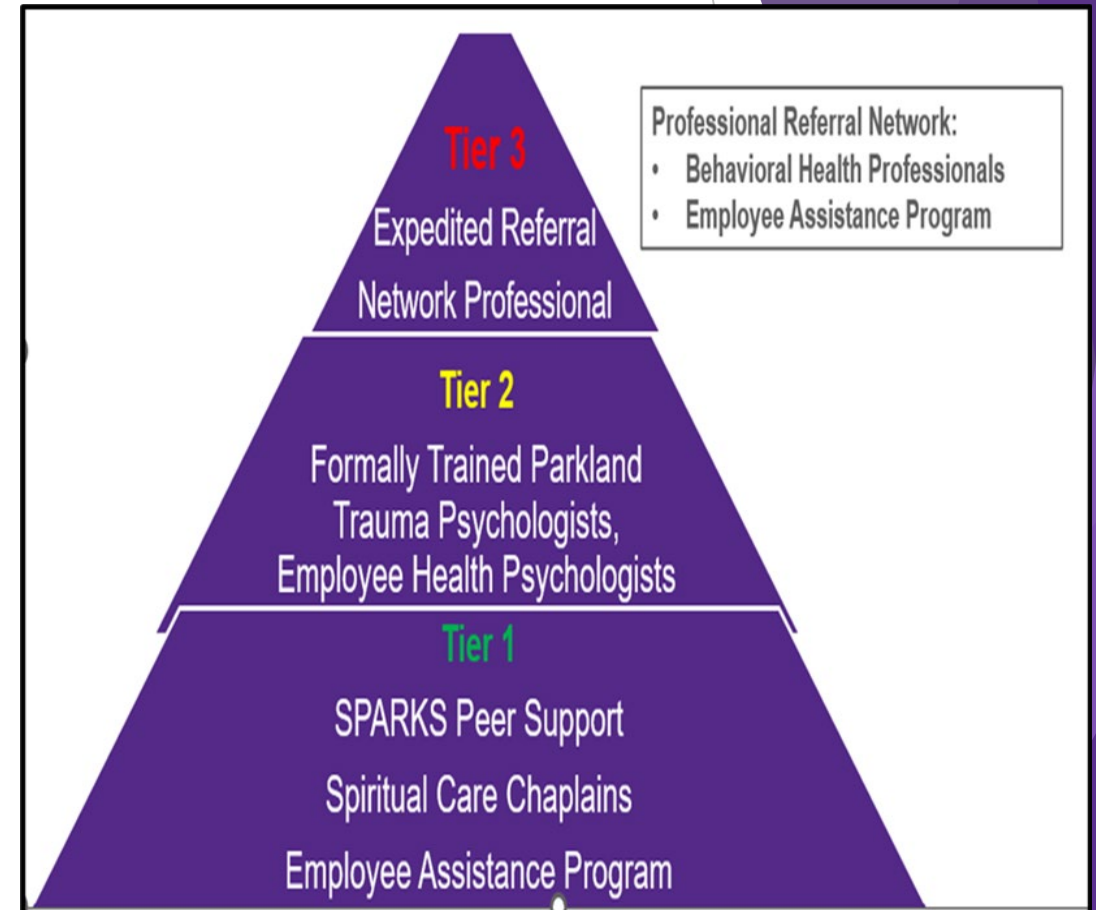 Tier 3
Expedited Referral
Network Professional
Professional Referral Network:
• Behavioral Health Professionals
• Employee Assistance Program
Tier 2
Formally Trained Parkland
Trauma Psychologists,
Employee Health Psychologists
Tier 1
SPARKS Peer Support
Spiritual Care Chaplains
Employee Assistance Program